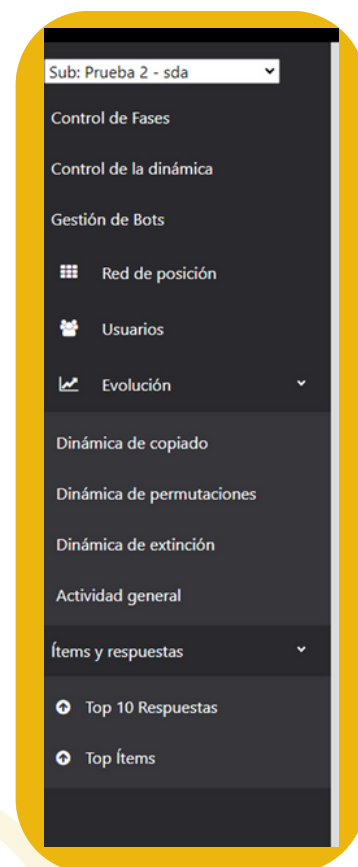 Sub: Prueba 2 - sda
Control de Fases
Control de la dinámica
Gestión de Bots
Red de posición
Usuarios
Evolución
Dinámica de copiado
Dinámica de permutaciones
Dinámica de extinción
Actividad general
Ítems y respuestas
Top 10 Respuestas
Top Ítems